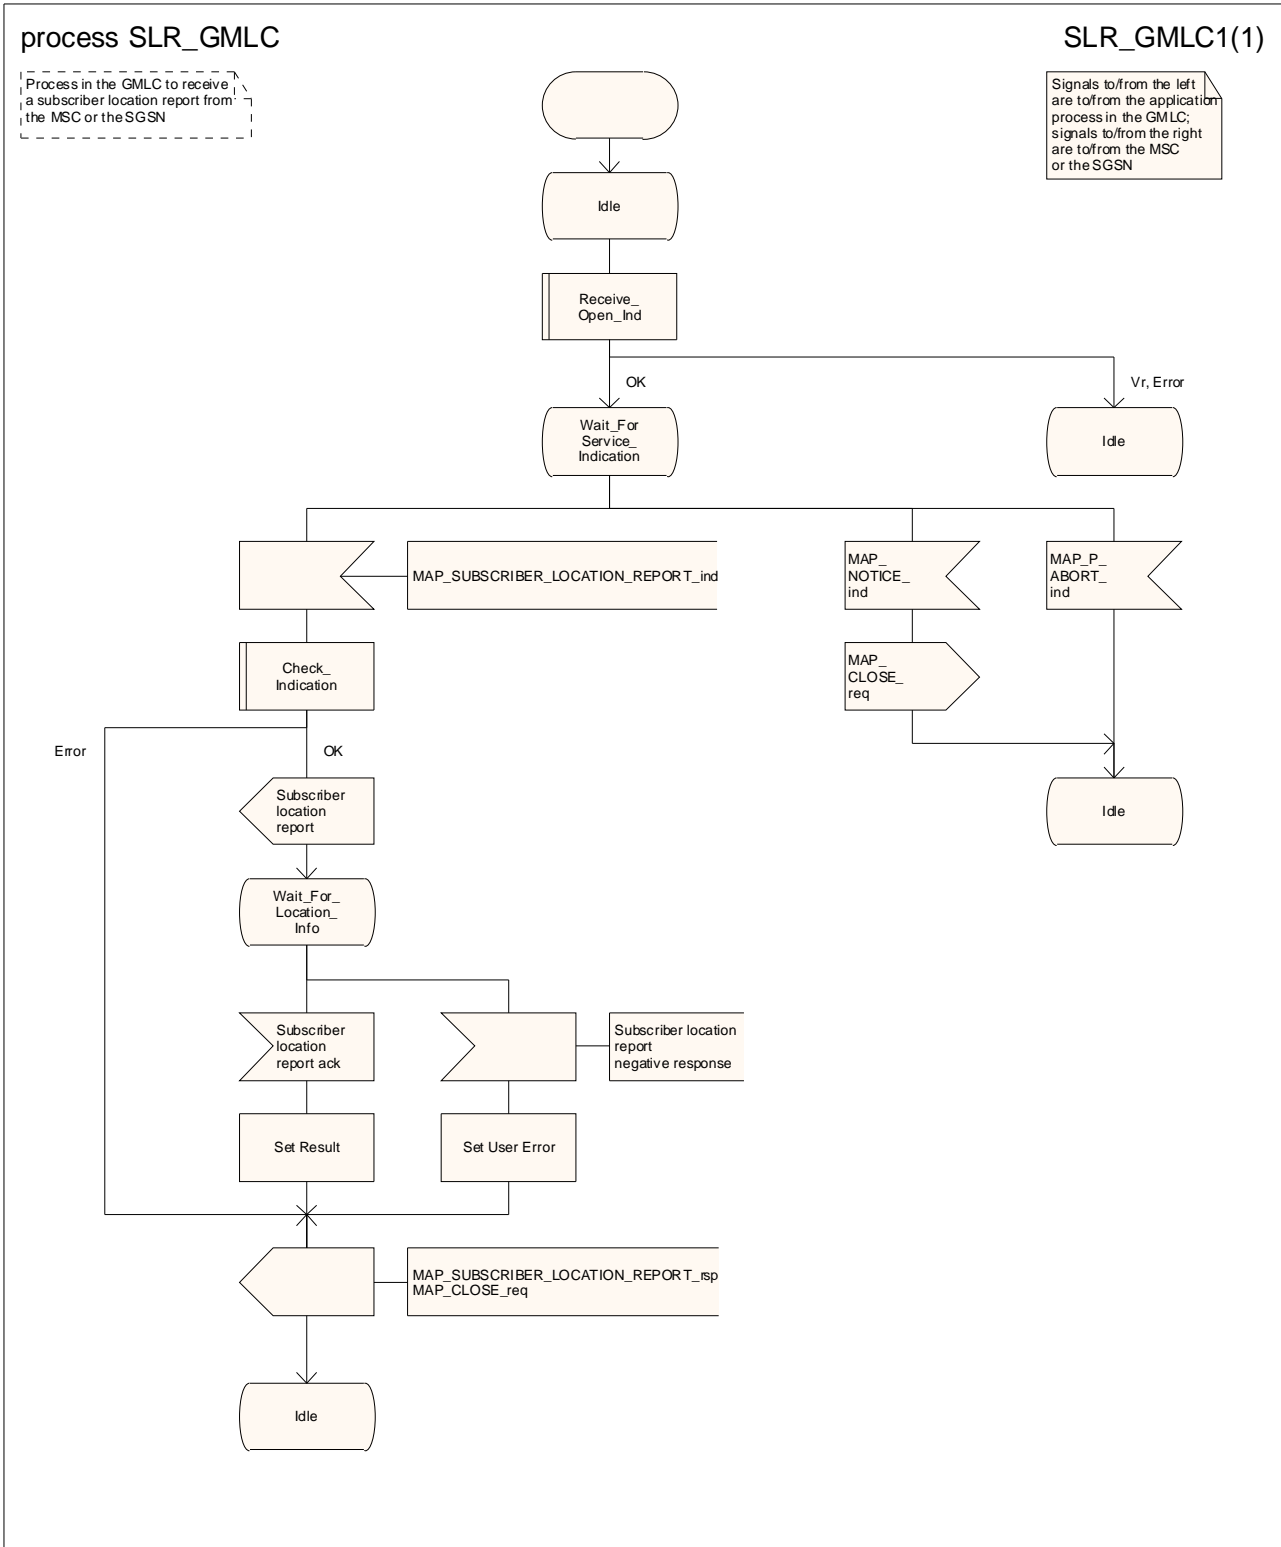 process SLR_GMLC
SLR_GMLC1(1)
Process in the GMLC to receive
a subscriber location report from
the MSC or the SGSN
Signals to/from the left
are to/from the application
process in the GMLC;
signals to/from the right
are to/from the MSC
or the SGSN
Idle
Receive_
Open_Ind
OK
Vr, Error
Wait_For
Service_
Indication
Idle
MAP_SUBSCRIBER_LOCATION_REPORT_ind
MAP_
NOTICE_
ind
MAP_P_
ABORT_
ind
Check_
Indication
MAP_
CLOSE_
req
Error
OK
Subscriber
location
report
Idle
Wait_For_
Location_
Info
Subscriber
location
report ack
Subscriber location
report
negative response
Set Result
Set User Error
MAP_SUBSCRIBER_LOCATION_REPORT_rsp
MAP_CLOSE_req
Idle